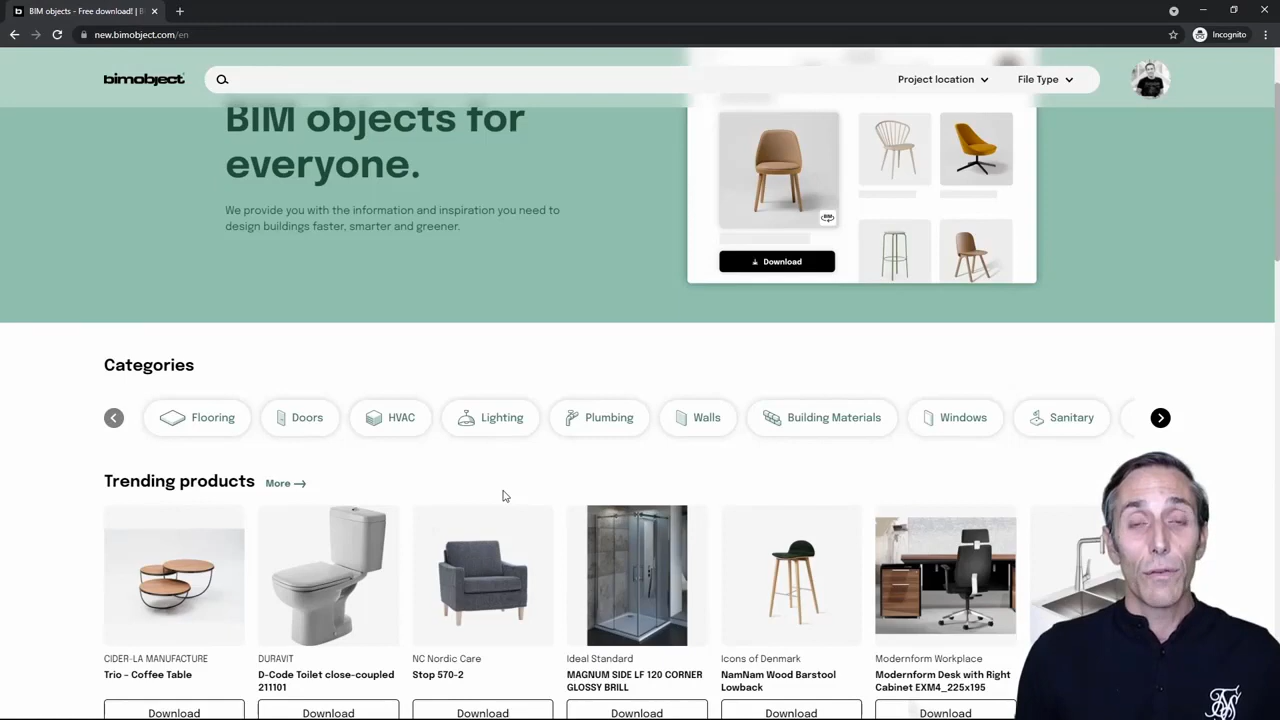 BIM objects - Free download! | B
new.bimobject.com/en
Incognito
bimobject
Project location
File Type
BIM objects for
everyone.
We provide you with the information and inspiration you need to
design buildings faster, smarter and greener.
BIM
Download
Categories
Flooring
Doors
HVAC
Lighting
Plumbing
Walls
Building Materials
Windows
Sanitary
Trending products
More
CIDER-LA MANUFACTURE
Trio - Coffee Table
Download
DURAVIT
D-Code Toilet close-coupled
211101
Download
NC Nordic Care
Stop 570-2
Download
Ideal Standard
MAGNUM SIDE LF 120 CORNER
GLOSSY BRILL
Download
Icons of Denmark
NamNam Wood Barstool
Lowback
Download
Modernform Workplace
Modernform Desk with Right
Cabinet EXM4_225x195
Download